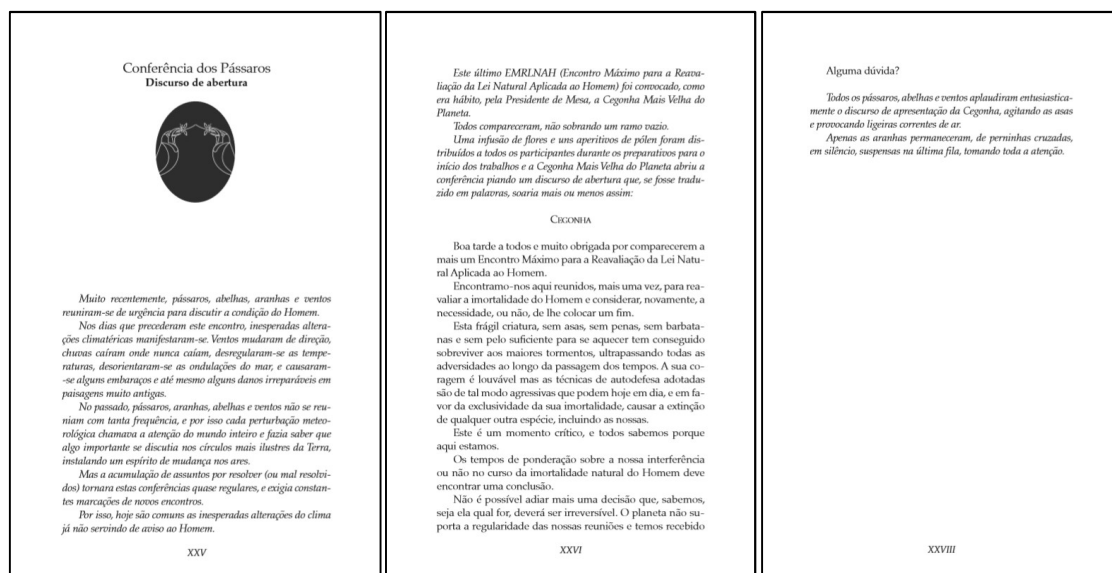 Conferência dos Pássaros
Discurso de abertura
Muito recentemente, pássaros, abelhas, aranhas e ventos
reuniram-se de urgência para discutir a condição do Homem.
Nos dias que precederam este encontro, inesperadas altera-
ções climatéricas manifestaram-se. Ventos mudaram de direção,
chuvas caíram onde nunca caíam, desregularam-se as tempe-
raturas, desorientaram-se as ondulações do mar, e causaram-
-se alguns embaraços e até mesmo alguns danos irreparáveis em
paisagens muito antigas.
No passado, pássaros, aranhas, abelhas e ventos não se reu-
niam com tanta frequência, e por isso cada perturbação meteo-
rológica chamava a atenção do mundo inteiro e fazia saber que
algo importante se discutia nos círculos mais ilustres da Terra,
instalando um espírito de mudança nos ares.
Mas a acumulação de assuntos por resolver (ou mal resolvi-
dos) tornara estas conferências quase regulares, e exigia constan-
tes marcações de novos encontros.
Por isso, hoje são comuns as inesperadas alterações do clima
já não servindo de aviso ao Homem.
XXV
Este último EMRLNAH (Encontro Máximo para a Reava-
liação da Lei Natural Aplicada ao Homem) foi convocado, como
era hábito, pela Presidente de Mesa, a Cegonha Mais Velha do
Planeta.
Todos compareceram, não sobrando um ramo vazio.
Uma infusão de flores e uns aperitivos de pólen foram dis-
tribuídos a todos os participantes durante os preparativos para o
início dos trabalhos e a Cegonha Mais Velha do Planeta abriu a
conferência piando um discurso de abertura que, se fosse tradu-
zido em palavras, soaria mais ou menos assim:
CEGONHA
Boa tarde a todos e muito obrigada por comparecerem a
mais um Encontro Máximo para a Reavaliação da Lei Natu-
ral Aplicada ao Homem.
Encontramo-nos aqui reunidos, mais uma vez, para rea-
valiar a imortalidade do Homem e considerar, novamente, a
necessidade, ou não, de lhe colocar um fim.
Esta frágil criatura, sem asas, sem penas, sem barbata-
nas e sem pelo suficiente para se aquecer tem conseguido
sobreviver aos maiores tormentos, ultrapassando todas as
adversidades ao longo da passagem dos tempos. A sua co-
ragem é louvável mas as técnicas de autodefesa adotadas
são de tal modo agressivas que podem hoje em dia, e em fa-
vor da exclusividade da sua imortalidade, causar a extinção
de qualquer outra espécie, incluindo as nossas.
Este é um momento crítico, e todos sabemos porque
aqui estamos.
Os tempos de ponderação sobre a nossa interferência
ou não no curso da imortalidade natural do Homem deve
encontrar uma conclusão.
Não é possível adiar mais uma decisão que, sabemos,
seja ela qual for, deverá ser irreversível. O planeta não su-
porta a regularidade das nossas reuniões e temos recebido
XXVI
Alguma dúvida?
Todos os pássaros, abelhas e ventos aplaudiram entusiastica-
mente o discurso de apresentação da Cegonha, agitando as asas
e provocando ligeiras correntes de ar.
Apenas as aranhas permaneceram, de perninhas cruzadas,
em silêncio, suspensas na última fila, tomando toda a atenção.
XXVIII